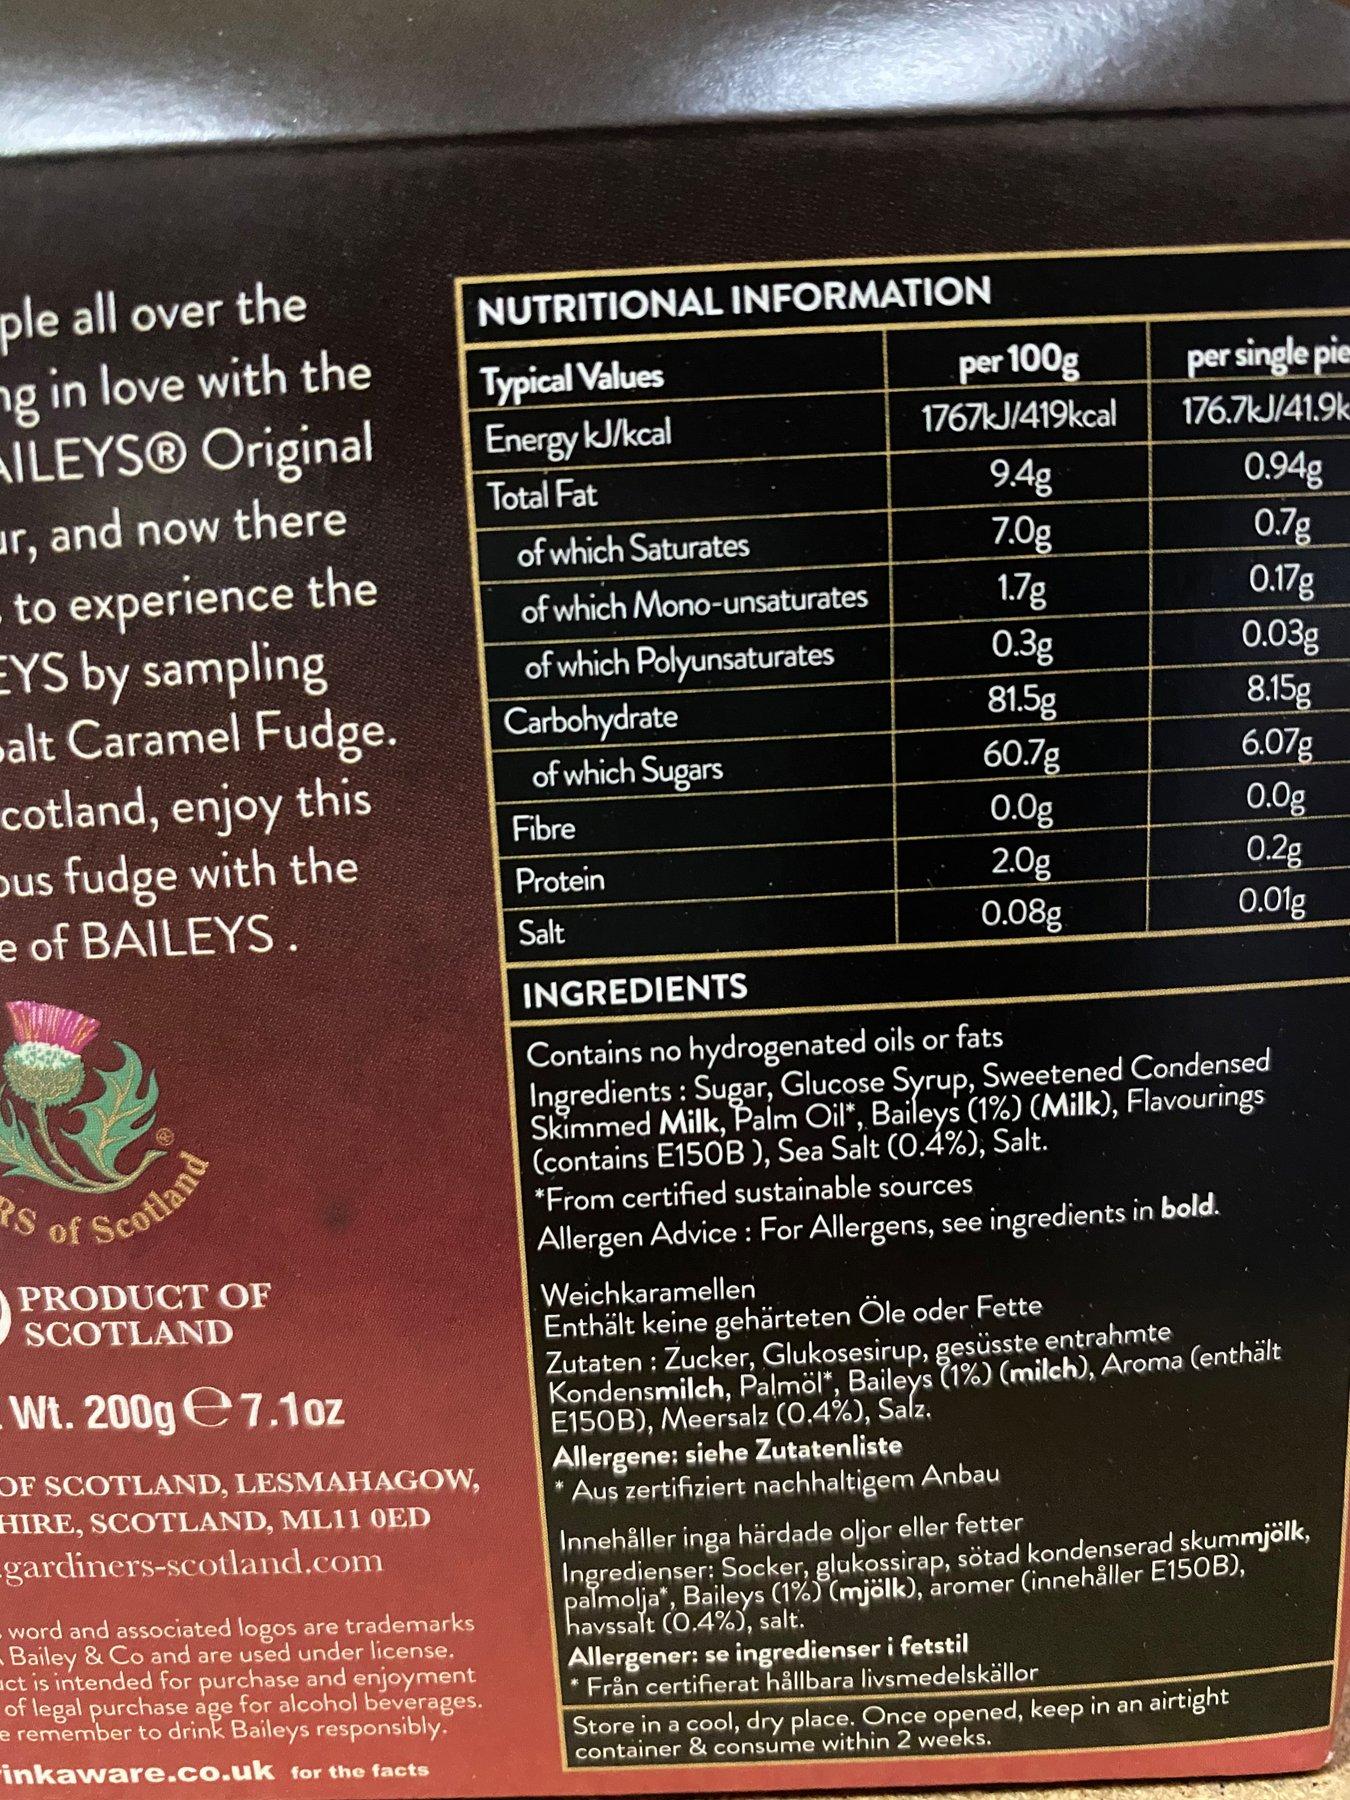 ple all over the
ng in love with the
AILEYS® Original
ur, and now there
to experience the
EYS by sampling
salt Caramel Fudge.
cotland, enjoy this
ous fudge with the
e of BAILEYS .
RS of Scotland
®
PRODUCT OF
SCOTLAND
. Wt. 200g ℮ 7.1oz
OF SCOTLAND, LESMAHAGOW,
HIRE, SCOTLAND, ML11 0ED
.gardiners-scotland.com
word and associated logos are trademarks
Bailey & Co and are used under license.
uct is intended for purchase and enjoyment
of legal purchase age for alcohol beverages.
e remember to drink Baileys responsibly.
inkaware.co.uk for the facts
NUTRITIONAL INFORMATION
Typical Values per 100g per single pie
Energy kJ/kcal 1767kJ/419kcal 176.7kJ/41.9k
Total Fat 9.4g 0.94g
of which Saturates 7.0g 0.7g
of which Mono-unsaturates 1.7g 0.17g
of which Polyunsaturates 0.3g 0.03g
Carbohydrate 81.5g 8.15g
of which Sugars 60.7g 6.07g
Fibre 0.0g 0.0g
Protein 2.0g 0.2g
Salt 0.08g 0.01g
INGREDIENTS
Contains no hydrogenated oils or fats
Ingredients : Sugar, Glucose Syrup, Sweetened Condensed
Skimmed Milk, Palm Oil*, Baileys (1%) (Milk), Flavourings
(contains E150B ), Sea Salt (0.4%), Salt.
*From certified sustainable sources
Allergen Advice : For Allergens, see ingredients in bold.
Weichkaramellen
Enthält keine gehärteten Öle oder Fette
Zutaten : Zucker, Glukosesirup, gesüsste entrahmte
Kondensmilch, Palmöl*, Baileys (1%) (milch), Aroma (enthält
E150B), Meersalz (0.4%), Salz.
Allergene: siehe Zutatenliste
* Aus zertifiziert nachhaltigem Anbau
Innehåller inga härdade oljor eller fetter
Ingredienser: Socker, glukossirap, sötad kondenserad skummjölk,
palmolja*, Baileys (1%) (mjölk), aromer (innehåller E150B),
havssalt (0.4%), salt.
Allergener: se ingredienser i fetstil
* Från certifierat hållbara livsmedelskällor
Store in a cool, dry place. Once opened, keep in an airtight
container & consume within 2 weeks.